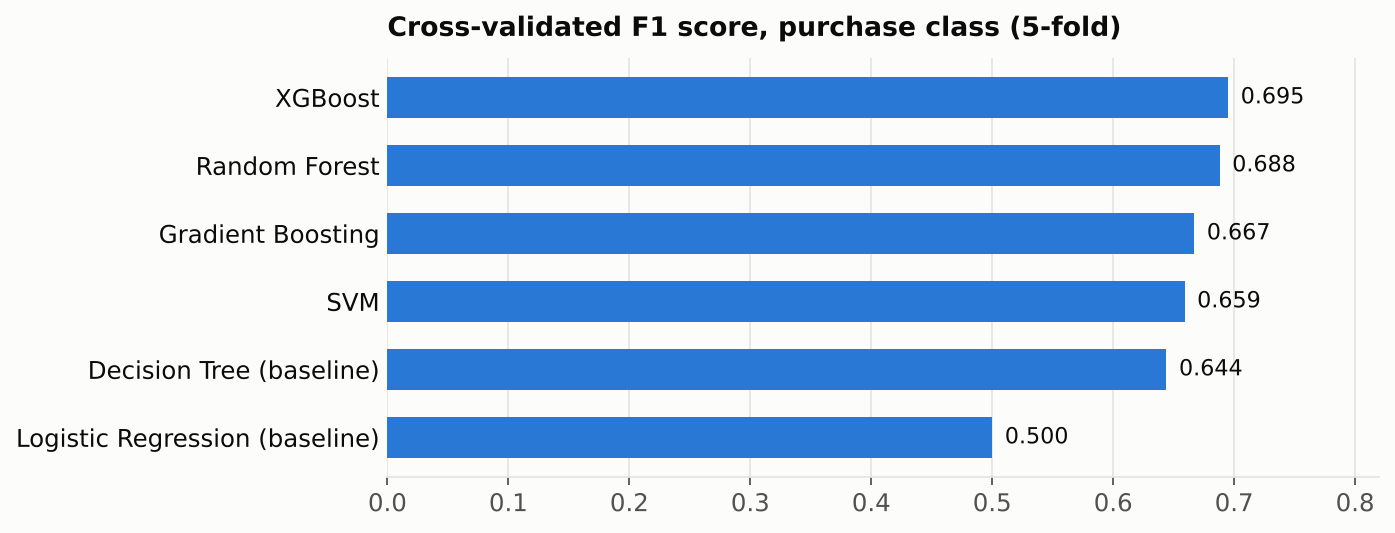 Cross-validated F1 score, purchase class (5-fold)
XGBoost 0.695
Random Forest 0.688
Gradient Boosting 0.667
SVM 0.659
Decision Tree (baseline) 0.644
Logistic Regression (baseline) 0.500
0.0 0.1 0.2 0.3 0.4 0.5 0.6 0.7 0.8